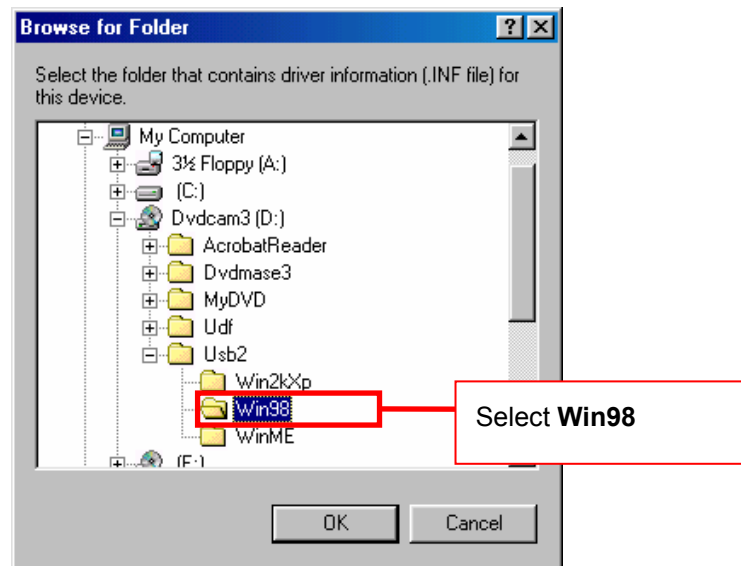 Browse for Folder
Select the folder that contains driver information (.INF file) for
this device.
My Computer
3½ Floppy (A:)
(C:)
Dvdcam3 (D:)
AcrobatReader
Dvdmase3
MyDVD
Udf
Usb2
Win2kXp
Win98
WinME
(E:)
Select Win98
OK Cancel